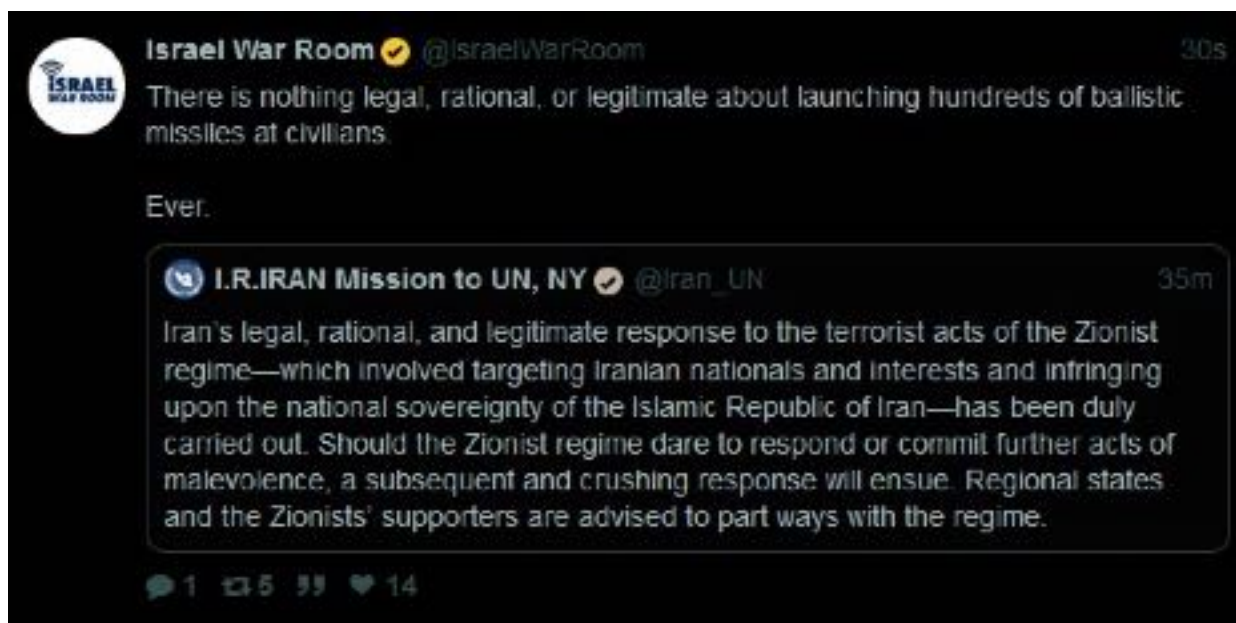 Israel War Room @IsraelWarRoom 30s
ISRAEL
WAR ROOM
There is nothing legal, rational, or legitimate about launching hundreds of ballistic
missiles at civilians.
Ever.
I.R.IRAN Mission to UN, NY @Iran_UN 35m
Iran's legal, rational, and legitimate response to the terrorist acts of the Zionist
regime—which involved targeting Iranian nationals and interests and infringing
upon the national sovereignty of the Islamic Republic of Iran—has been duly
carried out. Should the Zionist regime dare to respond or commit further acts of
malevolence, a subsequent and crushing response will ensue. Regional states
and the Zionists' supporters are advised to part ways with the regime.
1 5 14